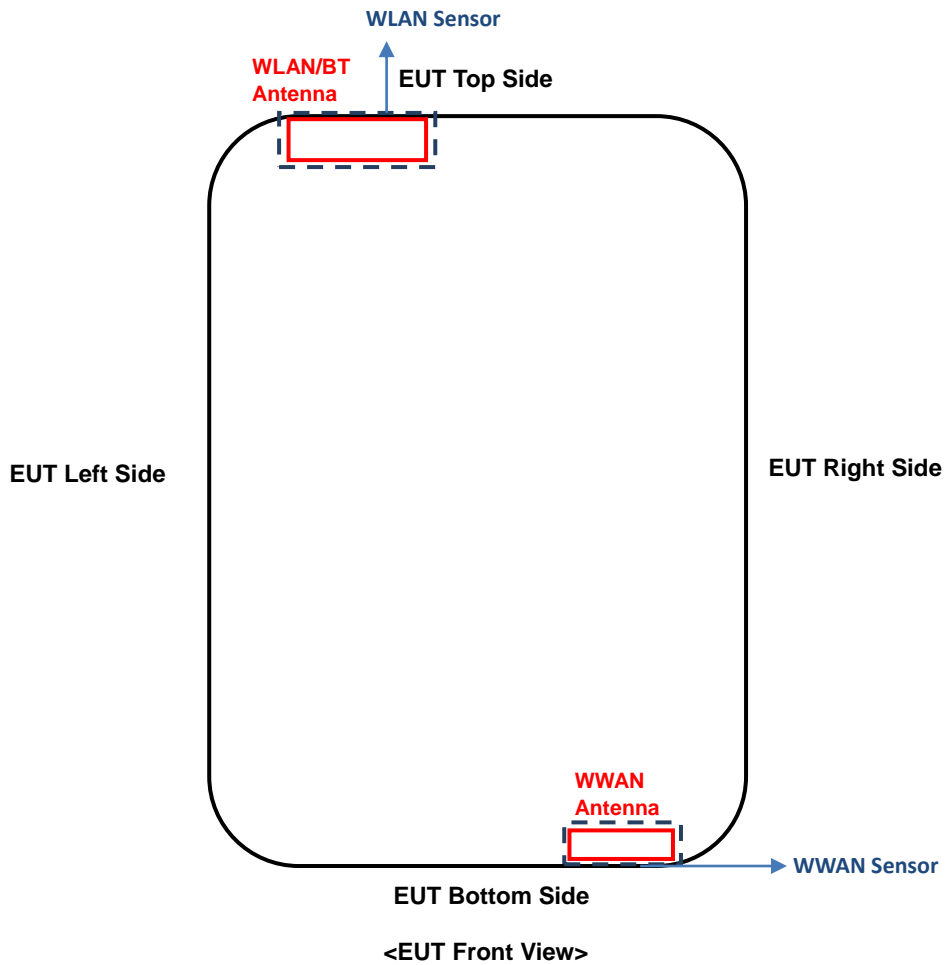 WLAN Sensor
WLAN/BT
Antenna
EUT Top Side
EUT Left Side
EUT Right Side
WWAN
Antenna
WWAN Sensor
EUT Bottom Side
<EUT Front View>